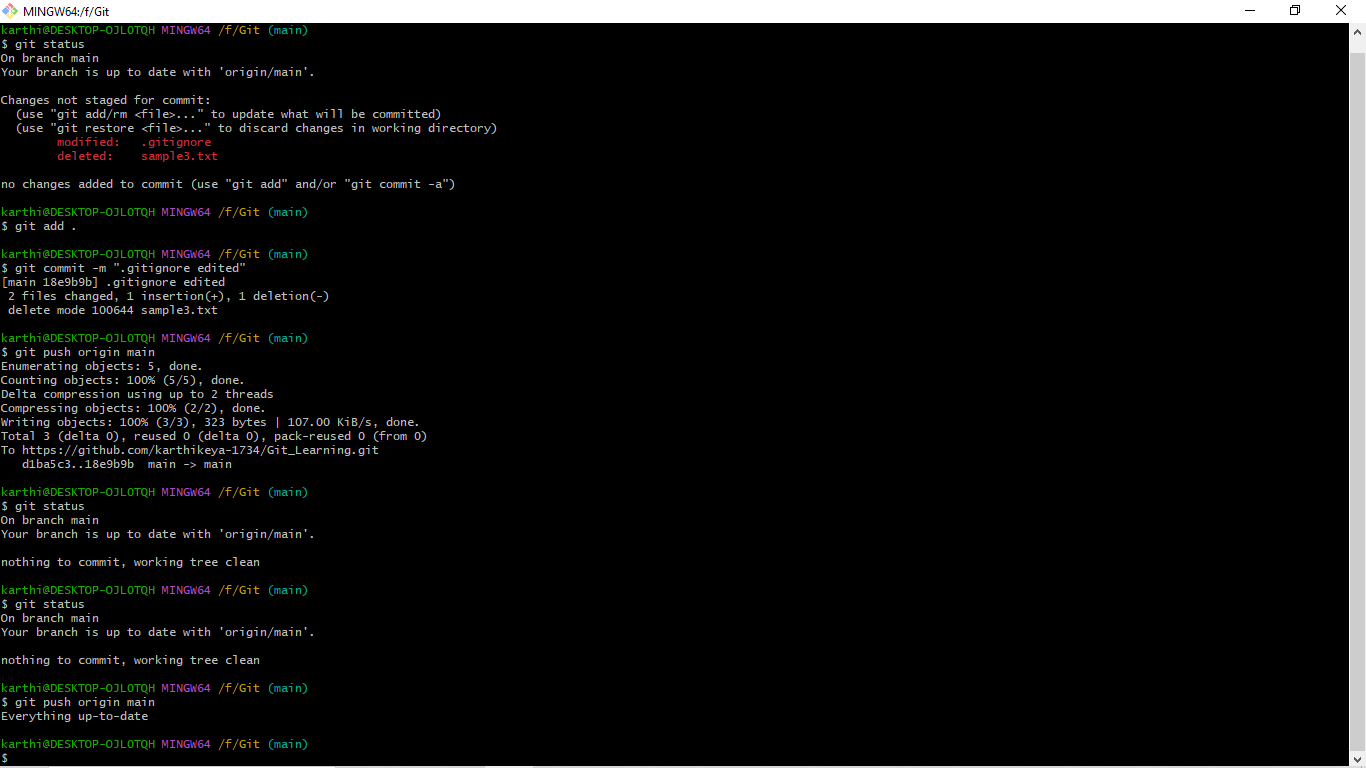 MINGW64:/f/Git
karthi@DESKTOP-OJLOTQH MINGW64 /f/Git (main)
$ git status
On branch main
Your branch is up to date with 'origin/main'.
Changes not staged for commit:
  (use "git add/rm <file>..." to update what will be committed)
  (use "git restore <file>..." to discard changes in working directory)
        modified:   .gitignore
        deleted:    sample3.txt
no changes added to commit (use "git add" and/or "git commit -a")
karthi@DESKTOP-OJLOTQH MINGW64 /f/Git (main)
$ git add .
karthi@DESKTOP-OJLOTQH MINGW64 /f/Git (main)
$ git commit -m ".gitignore edited"
[main 18e9b9b] .gitignore edited
 2 files changed, 1 insertion(+), 1 deletion(-)
 delete mode 100644 sample3.txt
karthi@DESKTOP-OJLOTQH MINGW64 /f/Git (main)
$ git push origin main
Enumerating objects: 5, done.
Counting objects: 100% (5/5), done.
Delta compression using up to 2 threads
Compressing objects: 100% (2/2), done.
Writing objects: 100% (3/3), 323 bytes | 107.00 KiB/s, done.
Total 3 (delta 0), reused 0 (delta 0), pack-reused 0 (from 0)
To https://github.com/karthikeya-1734/Git_Learning.git
   d1ba5c3..18e9b9b  main -> main
karthi@DESKTOP-OJLOTQH MINGW64 /f/Git (main)
$ git status
On branch main
Your branch is up to date with 'origin/main'.
nothing to commit, working tree clean
karthi@DESKTOP-OJLOTQH MINGW64 /f/Git (main)
$ git status
On branch main
Your branch is up to date with 'origin/main'.
nothing to commit, working tree clean
karthi@DESKTOP-OJLOTQH MINGW64 /f/Git (main)
$ git push origin main
Everything up-to-date
karthi@DESKTOP-OJLOTQH MINGW64 /f/Git (main)
$